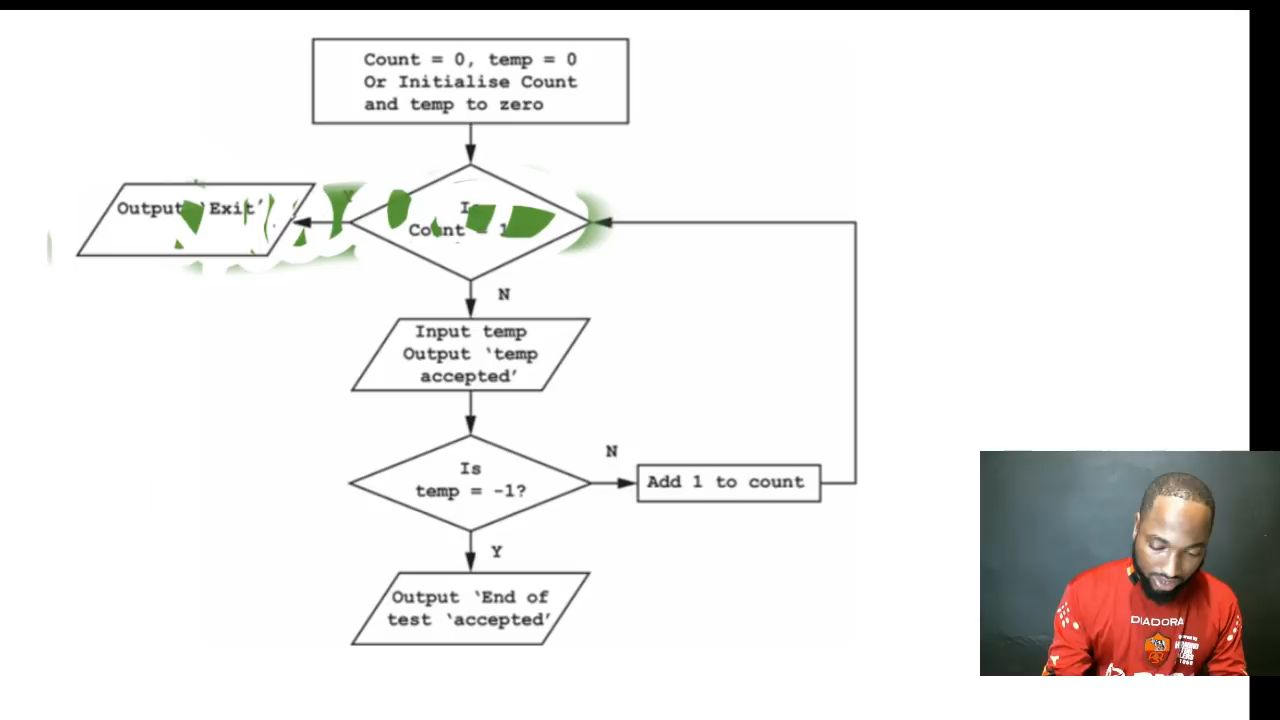 Count = 0, temp = 0
Or Initialise Count
and temp to zero
Output 'Exit'
Is
Count =
N
Input temp
Output 'temp
accepted'
Is
temp = -1?
N
Add 1 to count
Y
Output 'End of
test 'accepted'
DIADORA